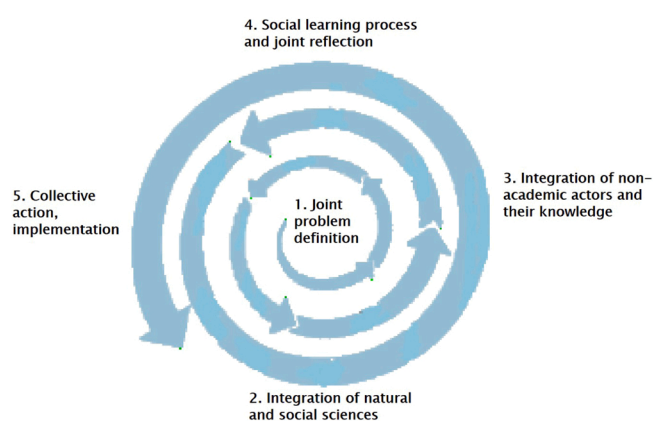 4. Social learning process
and joint reflection
3. Integration of non-
academic actors and
their knowledge
5. Collective
action,
implementation
1. Joint
problem
definition
2. Integration of natural
and social sciences